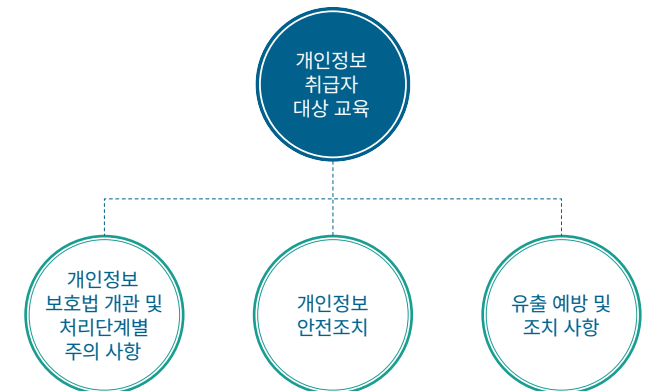 개인정보
취급자
대상 교육
개인정보
보호법 개관 및
처리단계별
주의 사항
개인정보
안전조치
유출 예방 및
조치 사항